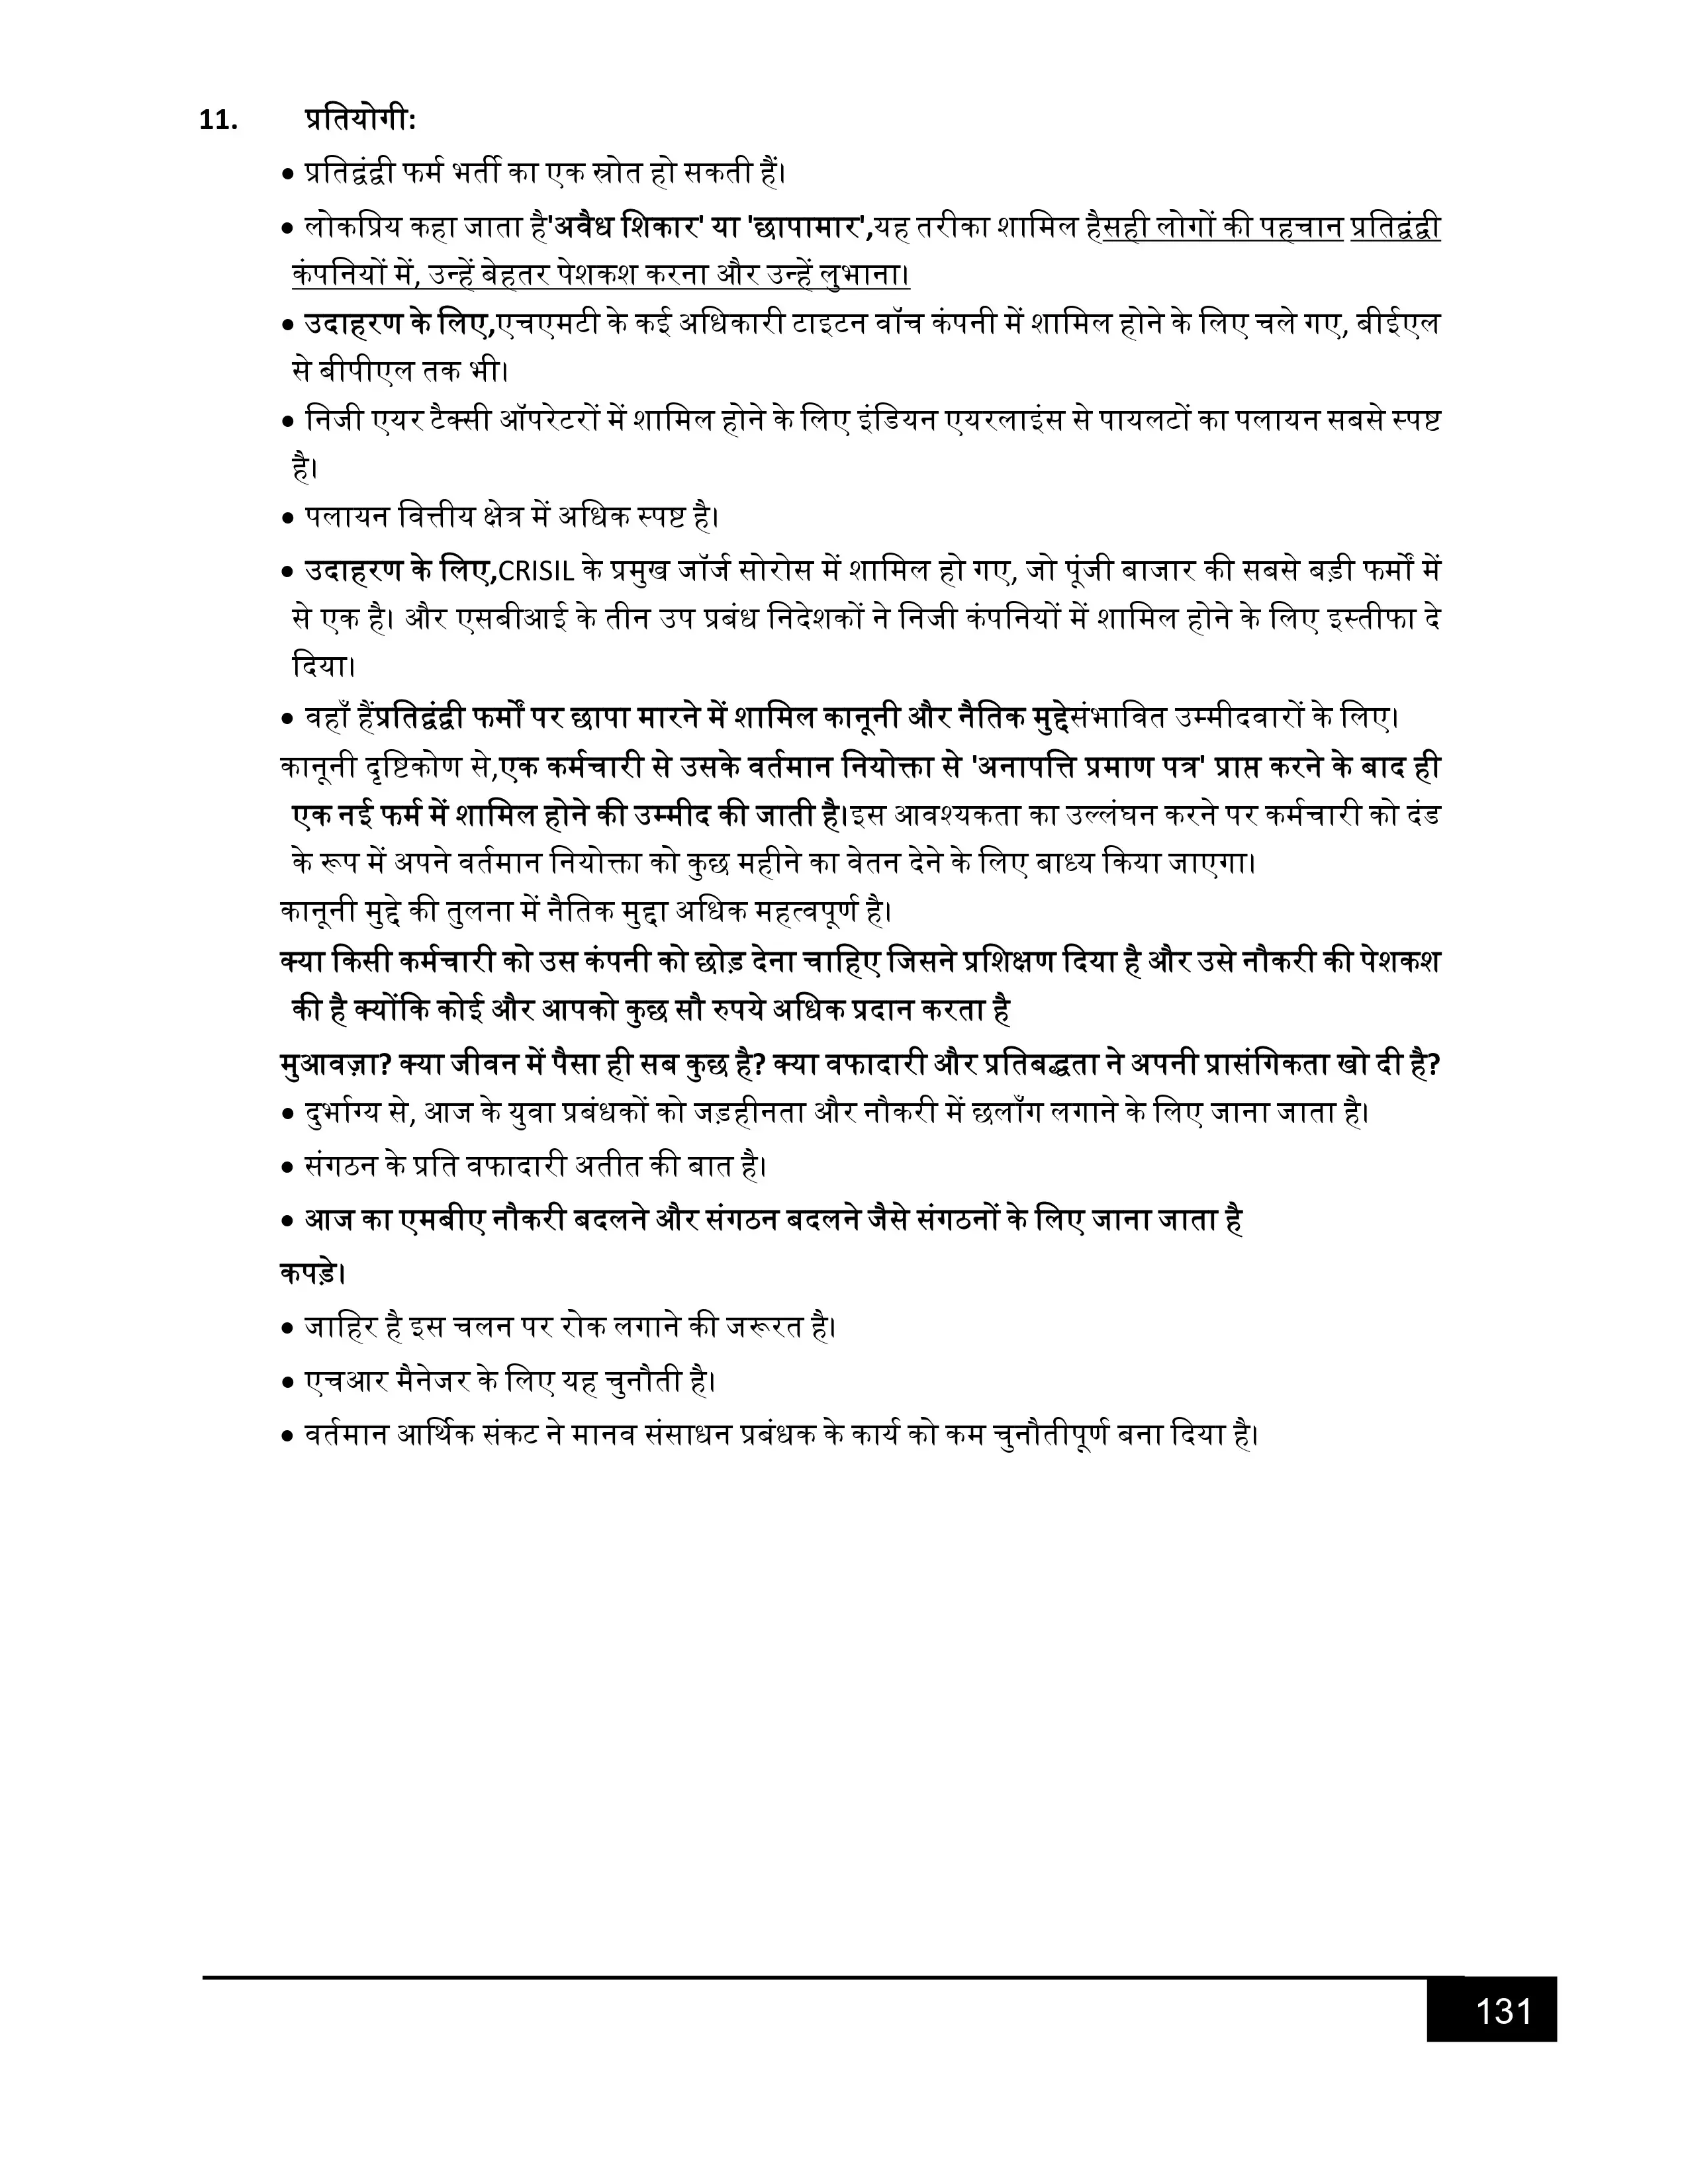 11. प्रतियोगी:
• प्रतिद्वंद्वी फर्म भर्ती का एक स्रोत हो सकती हैं।
• लोकप्रिय कहा जाता है'अवैध शिकार' या 'छापामार',यह तरीका शामिल हैसही लोगों की पहचान प्रतिद्वंद्वी
कंपनियों में, उन्हें बेहतर पेशकश करना और उन्हें लुभाना।
• उदाहरण के लिए,एचएमटी के कई अधिकारी टाइटन वॉच कंपनी में शामिल होने के लिए चले गए, बीईएल
से बीपीएल तक भी।
• निजी एयर टैक्सी ऑपरेटरों में शामिल होने के लिए इंडियन एयरलाइंस से पायलटों का पलायन सबसे स्पष्ट
है।
• पलायन वित्तीय क्षेत्र में अधिक स्पष्ट है।
• उदाहरण के लिए,CRISIL के प्रमुख जॉर्ज सोरोस में शामिल हो गए, जो पूंजी बाजार की सबसे बड़ी फर्मों में
से एक है। और एसबीआई के तीन उप प्रबंध निदेशकों ने निजी कंपनियों में शामिल होने के लिए इस्तीफा दे
दिया।
• वहाँ हैंप्रतिद्वंद्वी फर्मों पर छापा मारने में शामिल कानूनी और नैतिक मुद्देसंभावित उम्मीदवारों के लिए।
कानूनी दृष्टिकोण से,एक कर्मचारी से उसके वर्तमान नियोक्ता से 'अनापत्ति प्रमाण पत्र' प्राप्त करने के बाद ही
एक नई फर्म में शामिल होने की उम्मीद की जाती है।इस आवश्यकता का उल्लंघन करने पर कर्मचारी को दंड
के रूप में अपने वर्तमान नियोक्ता को कुछ महीने का वेतन देने के लिए बाध्य किया जाएगा।
कानूनी मुद्दे की तुलना में नैतिक मुद्दा अधिक महत्वपूर्ण है।
क्या किसी कर्मचारी को उस कंपनी को छोड़ देना चाहिए जिसने प्रशिक्षण दिया है और उसे नौकरी की पेशकश
की है क्योंकि कोई और आपको कुछ सौ रुपये अधिक प्रदान करता है
मुआवज़ा? क्या जीवन में पैसा ही सब कुछ है? क्या वफादारी और प्रतिबद्धता ने अपनी प्रासंगिकता खो दी है?
• दुर्भाग्य से, आज के युवा प्रबंधकों को जड़हीनता और नौकरी में छलाँग लगाने के लिए जाना जाता है।
• संगठन के प्रति वफादारी अतीत की बात है।
• आज का एमबीए नौकरी बदलने और संगठन बदलने जैसे संगठनों के लिए जाना जाता है
कपड़े।
• जाहिर है इस चलन पर रोक लगाने की जरूरत है।
• एचआर मैनेजर के लिए यह चुनौती है।
• वर्तमान आर्थिक संकट ने मानव संसाधन प्रबंधक के कार्य को कम चुनौतीपूर्ण बना दिया है।
131